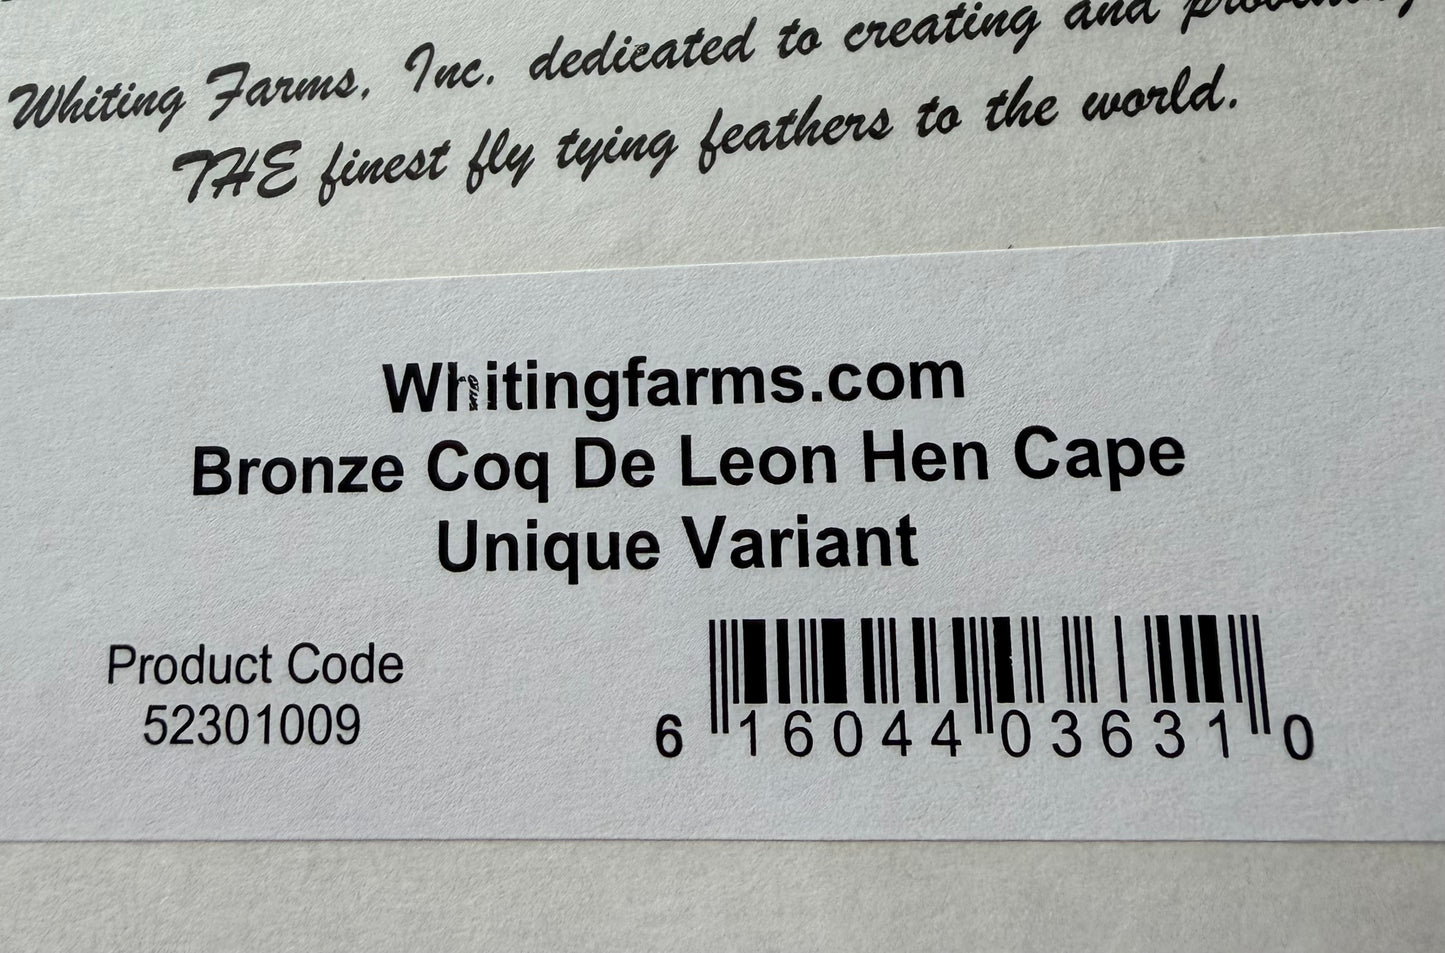 Whiting Farms, Inc. dedicated to creating and providing
THE finest fly tying feathers to the world.
Whitingfarms.com
Bronze Coq De Leon Hen Cape
Unique Variant
Product Code
52301009
6 16044 03631 0